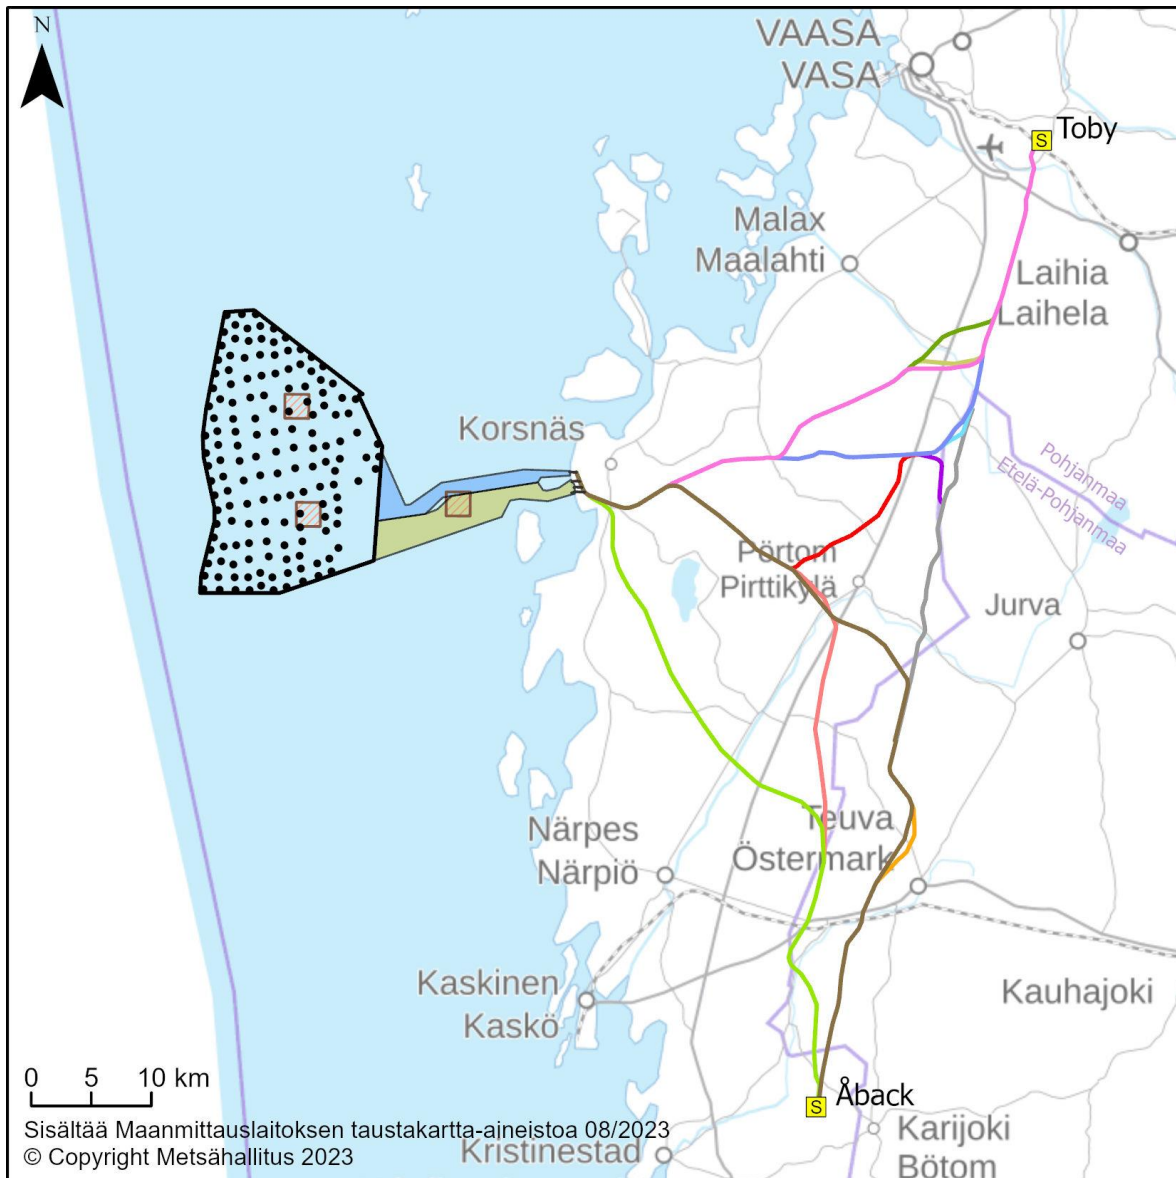 N
VAASA
VASA
S
Toby
Malax
Maalahti
Laihia
Laihela
Korsnäs
Pohjanmaa
Etelä-Pohjanmaa
Pörtom
Pirttikylä
Jurva
Teuva
Östermark
Närpes
Närpiö
Kaskinen
Kaskö
Kauhajoki
0 5 10 km
S
Åback
Sisältää Maanmittauslaitoksen taustakartta-aineistoa 08/2023
© Copyright Metsähallitus 2023
Kristinestad
Karijoki
Bötom